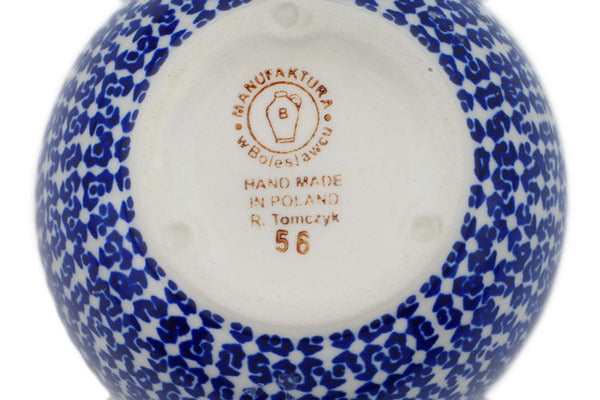 MANUFAKTURA
B
w Bolesławcu
HAND MADE
IN POLAND
R. Tomczyk
56